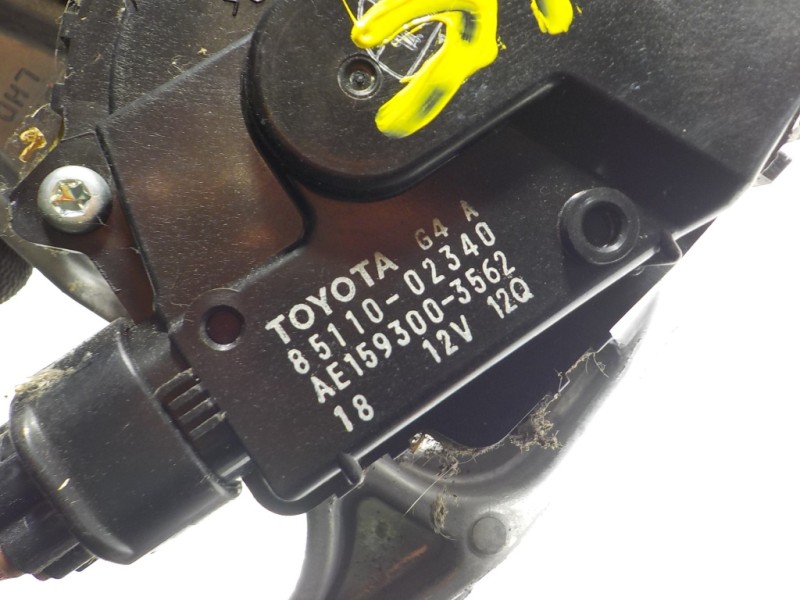 TOYOTA G4 A
85110-02340
AE159300-3562
12V 12Q
18